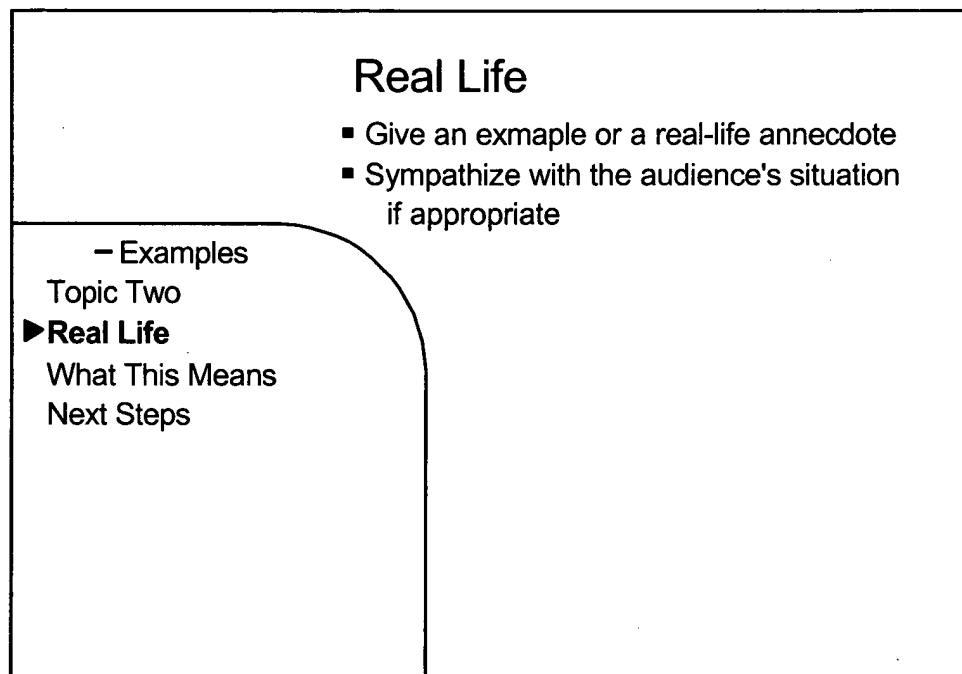 Real Life
▪ Give an exmaple or a real-life annecdote
▪ Sympathize with the audience's situation
if appropriate
– Examples
Topic Two
▶Real Life
What This Means
Next Steps